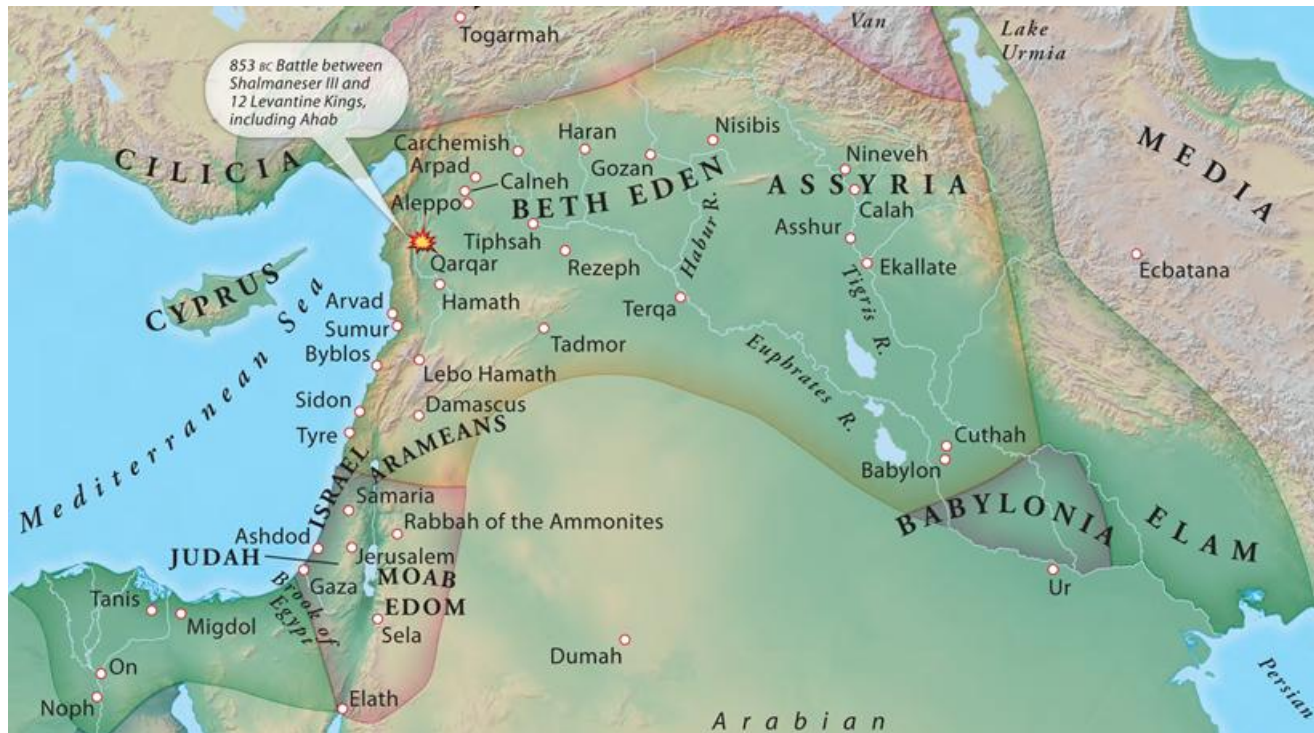 Togarmah
Van
Lake
Urmia
853 BC Battle between
Shalmaneser III and
12 Levantine Kings,
including Ahab
CILICIA
MEDIA
Carchemish
Haran
Nisibis
Arpad
Gozan
Nineveh
Calneh
BETH EDEN
ASSYRIA
Aleppo
Calah
Habur R.
Asshur
Tiphsah
Qarqar
Rezeph
Ekallate
Ecbatana
CYPRUS
Hamath
Terqa
Tigris R.
Arvad
Sumur
Tadmor
Byblos
Lebo Hamath
Euphrates R.
Mediterranean Sea
Sidon
Damascus
Tyre
ARAMEANS
Cuthah
Babylon
ISRAEL
Samaria
BABYLONIA
ELAM
Rabbah of the Ammonites
Ashdod
JUDAH
Jerusalem
Gaza
MOAB
Ur
Brook of
Egypt
EDOM
Tanis
Migdol
Sela
Dumah
On
Noph
Elath
Persian
Arabian